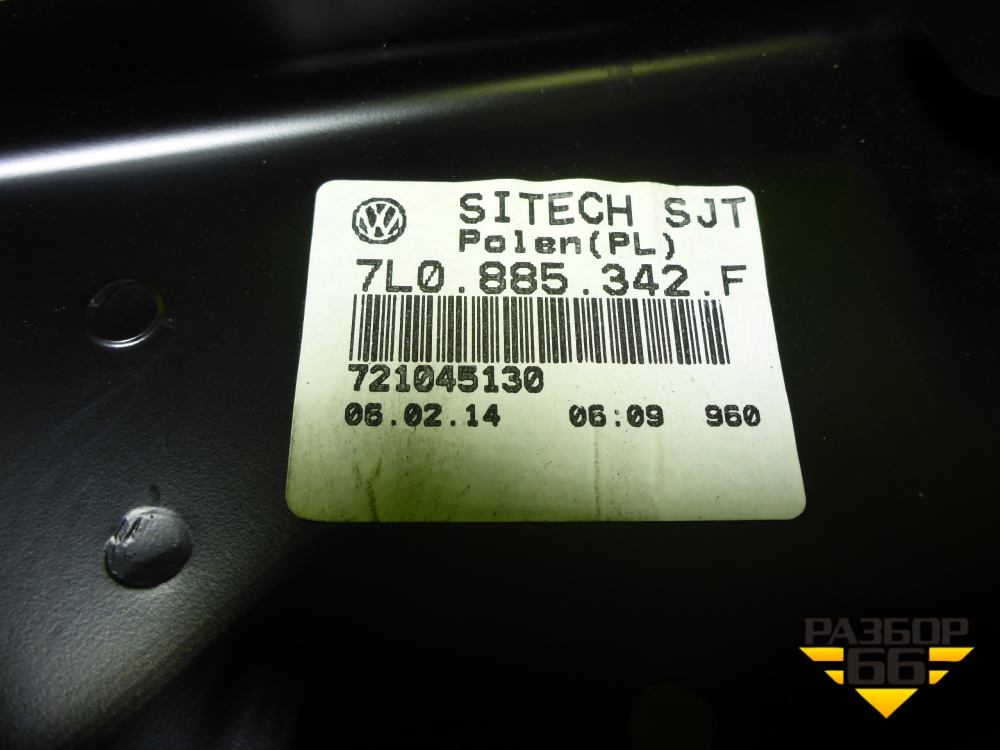 SITECH SJT
Polen(PL)
7L0.885.342.F
721045130
06.02.14 06:09 960
РАЗБОР
66